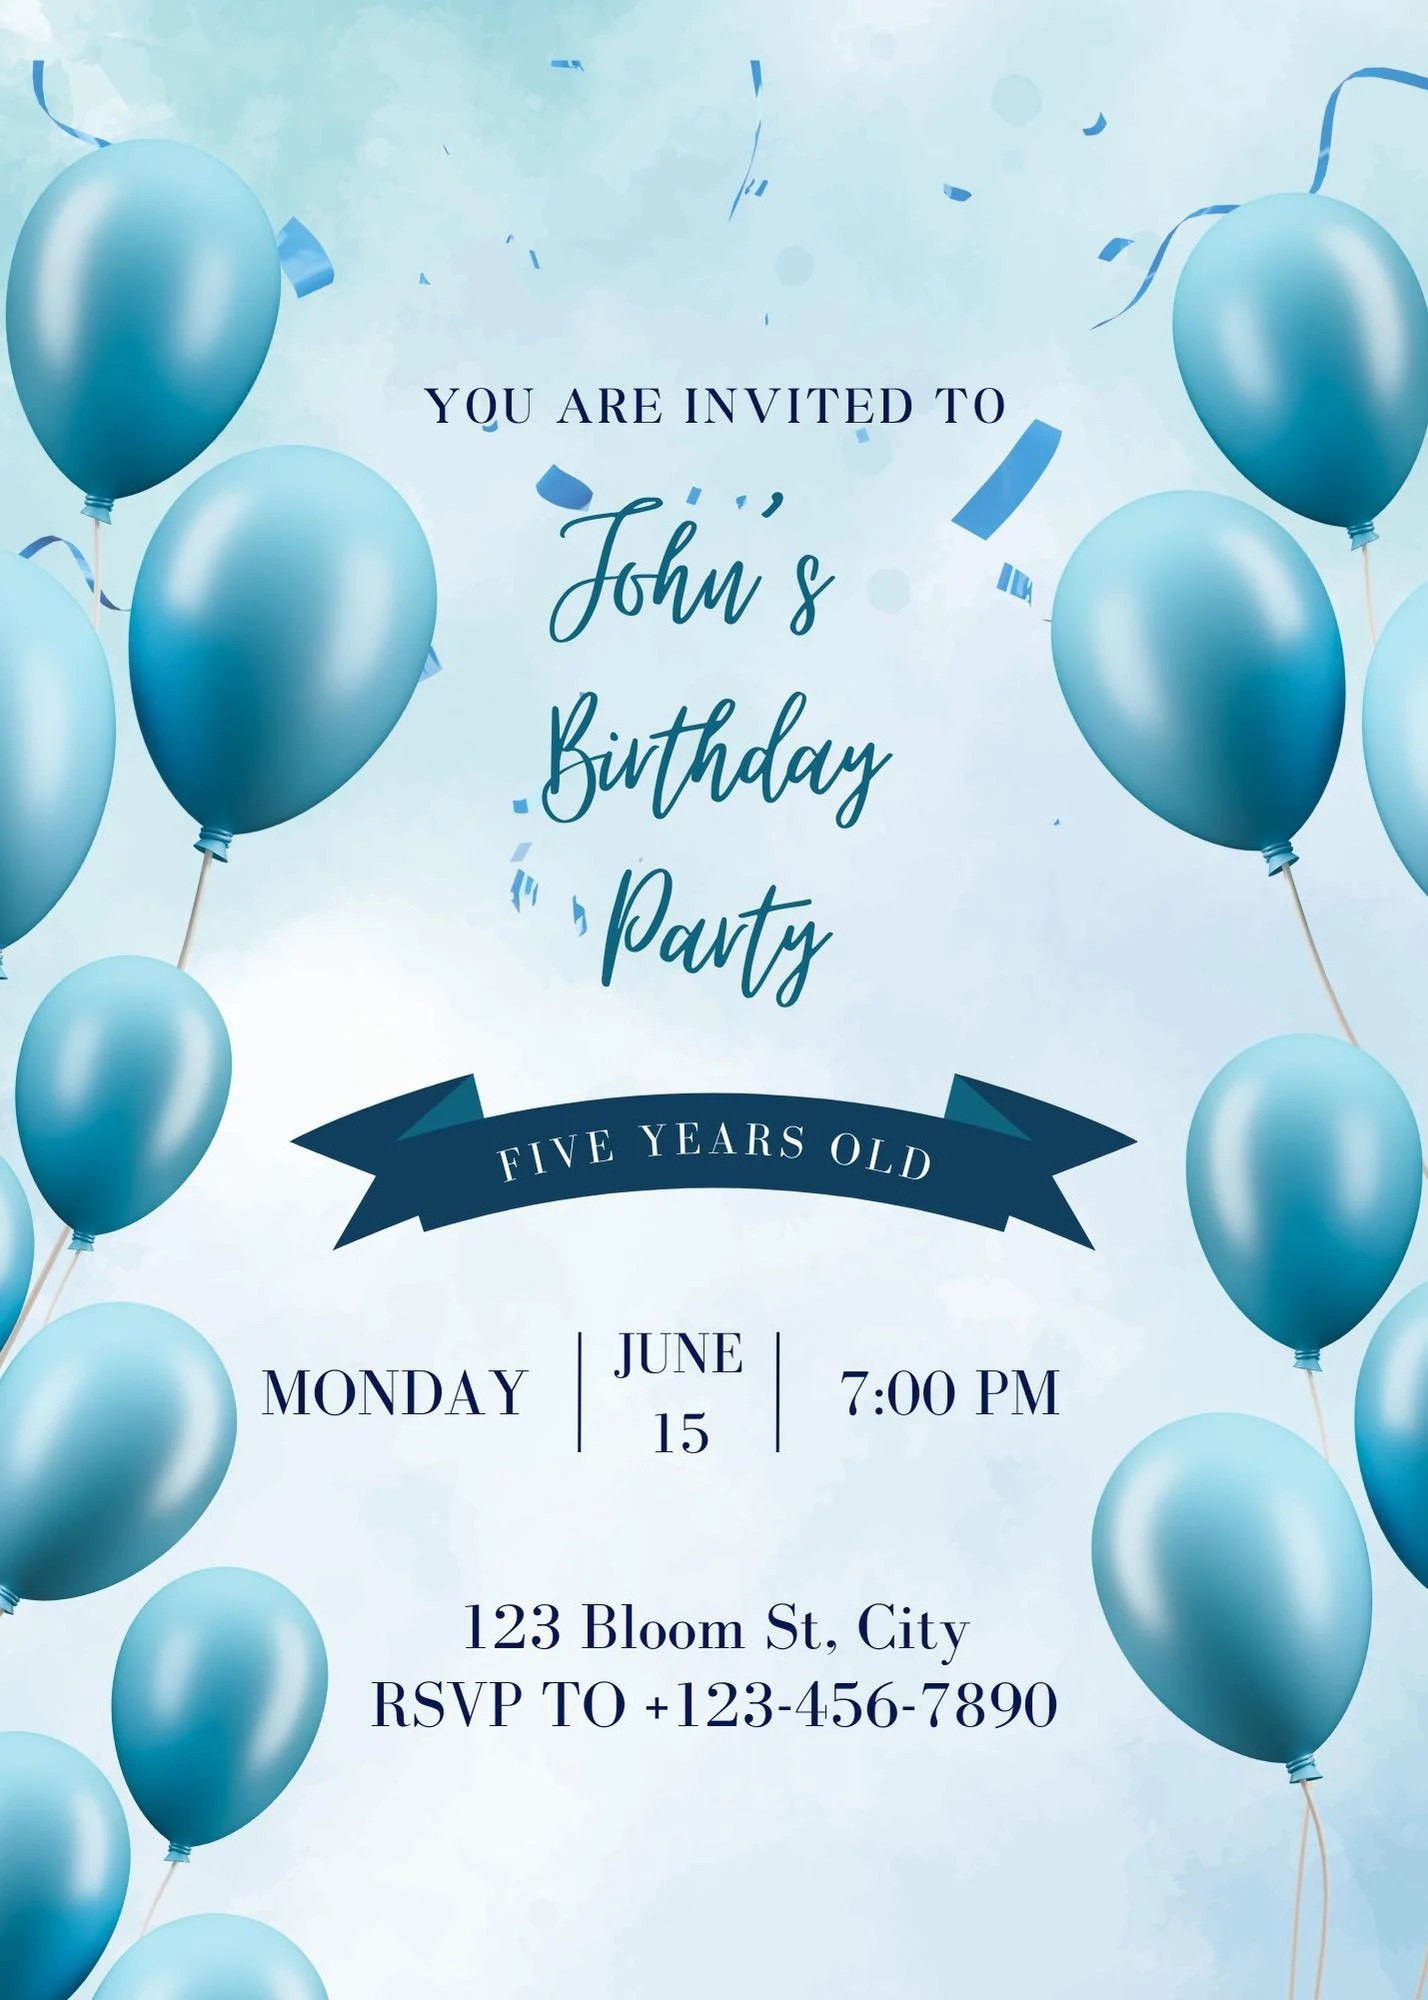 YOU ARE INVITED TO
John's
Birthday
Party
FIVE YEARS OLD
MONDAY | JUNE 15 | 7:00 PM
123 Bloom St, City
RSVP TO +123-456-7890